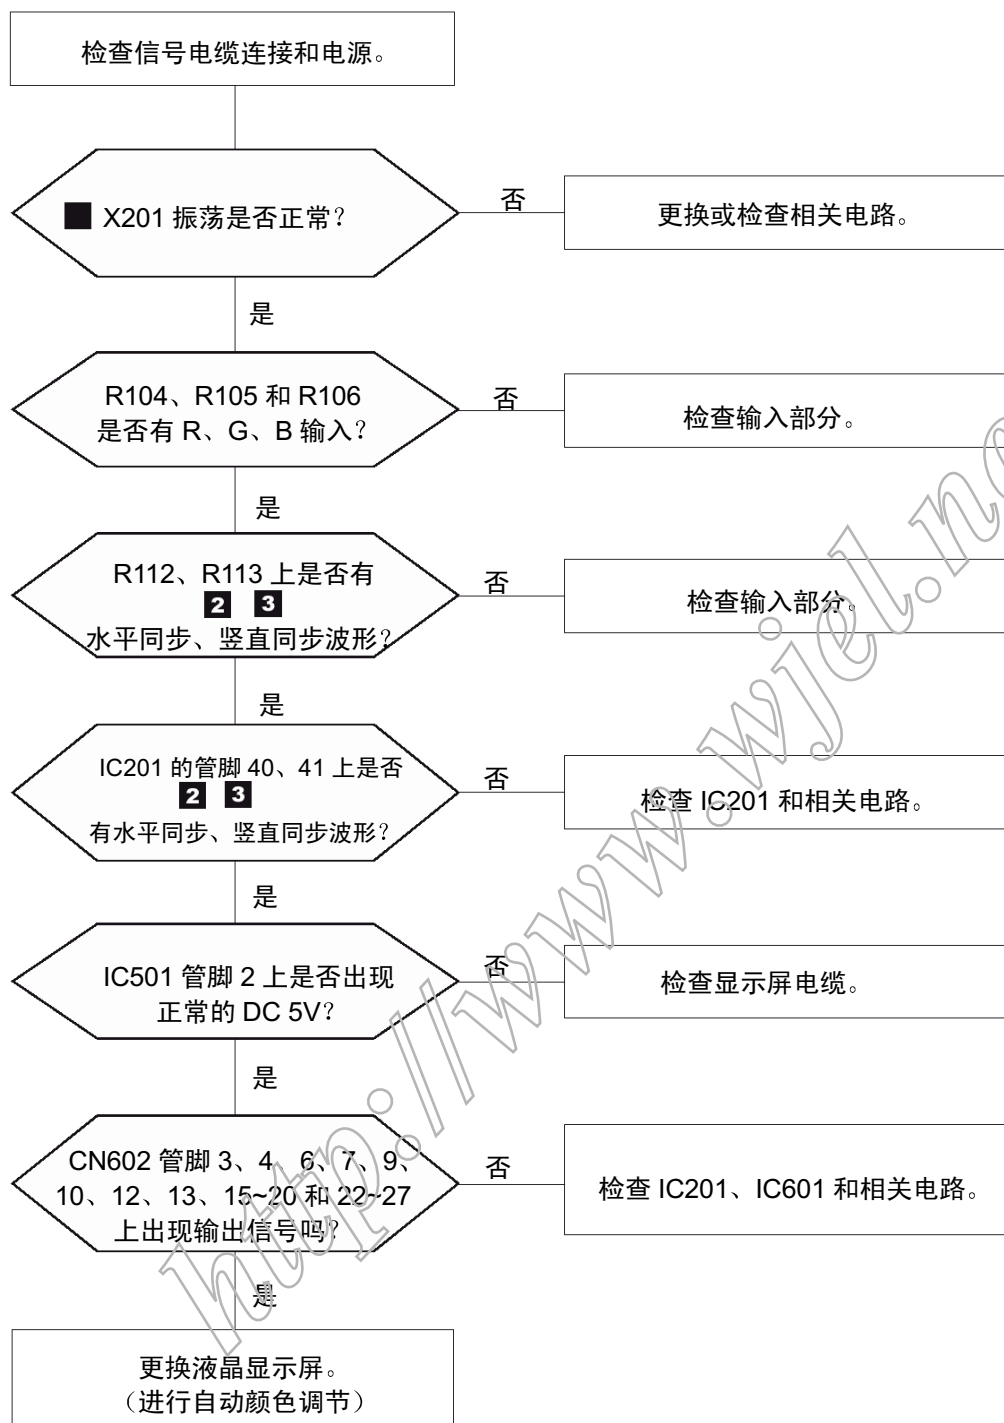 检查信号电缆连接和电源。
X201 振荡是否正常？
否
更换或检查相关电路。
是
R104、R105 和 R106
是否有 R、G、B 输入？
否
检查输入部分。
是
R112、R113 上是否有
2 3
水平同步、竖直同步波形？
否
检查输入部分。
是
IC201 的管脚 40、41 上是否
2 3
有水平同步、竖直同步波形？
否
检查 IC201 和相关电路。
是
IC501 管脚 2 上是否出现
正常的 DC 5V？
否
检查显示屏电缆。
是
CN602 管脚 3、4、6、7、9、
10、12、13、15~20 和 22~27
上出现输出信号吗？
否
检查 IC201、IC601 和相关电路。
是
更换液晶显示屏。
（进行自动颜色调节）
http://www.wjel.n